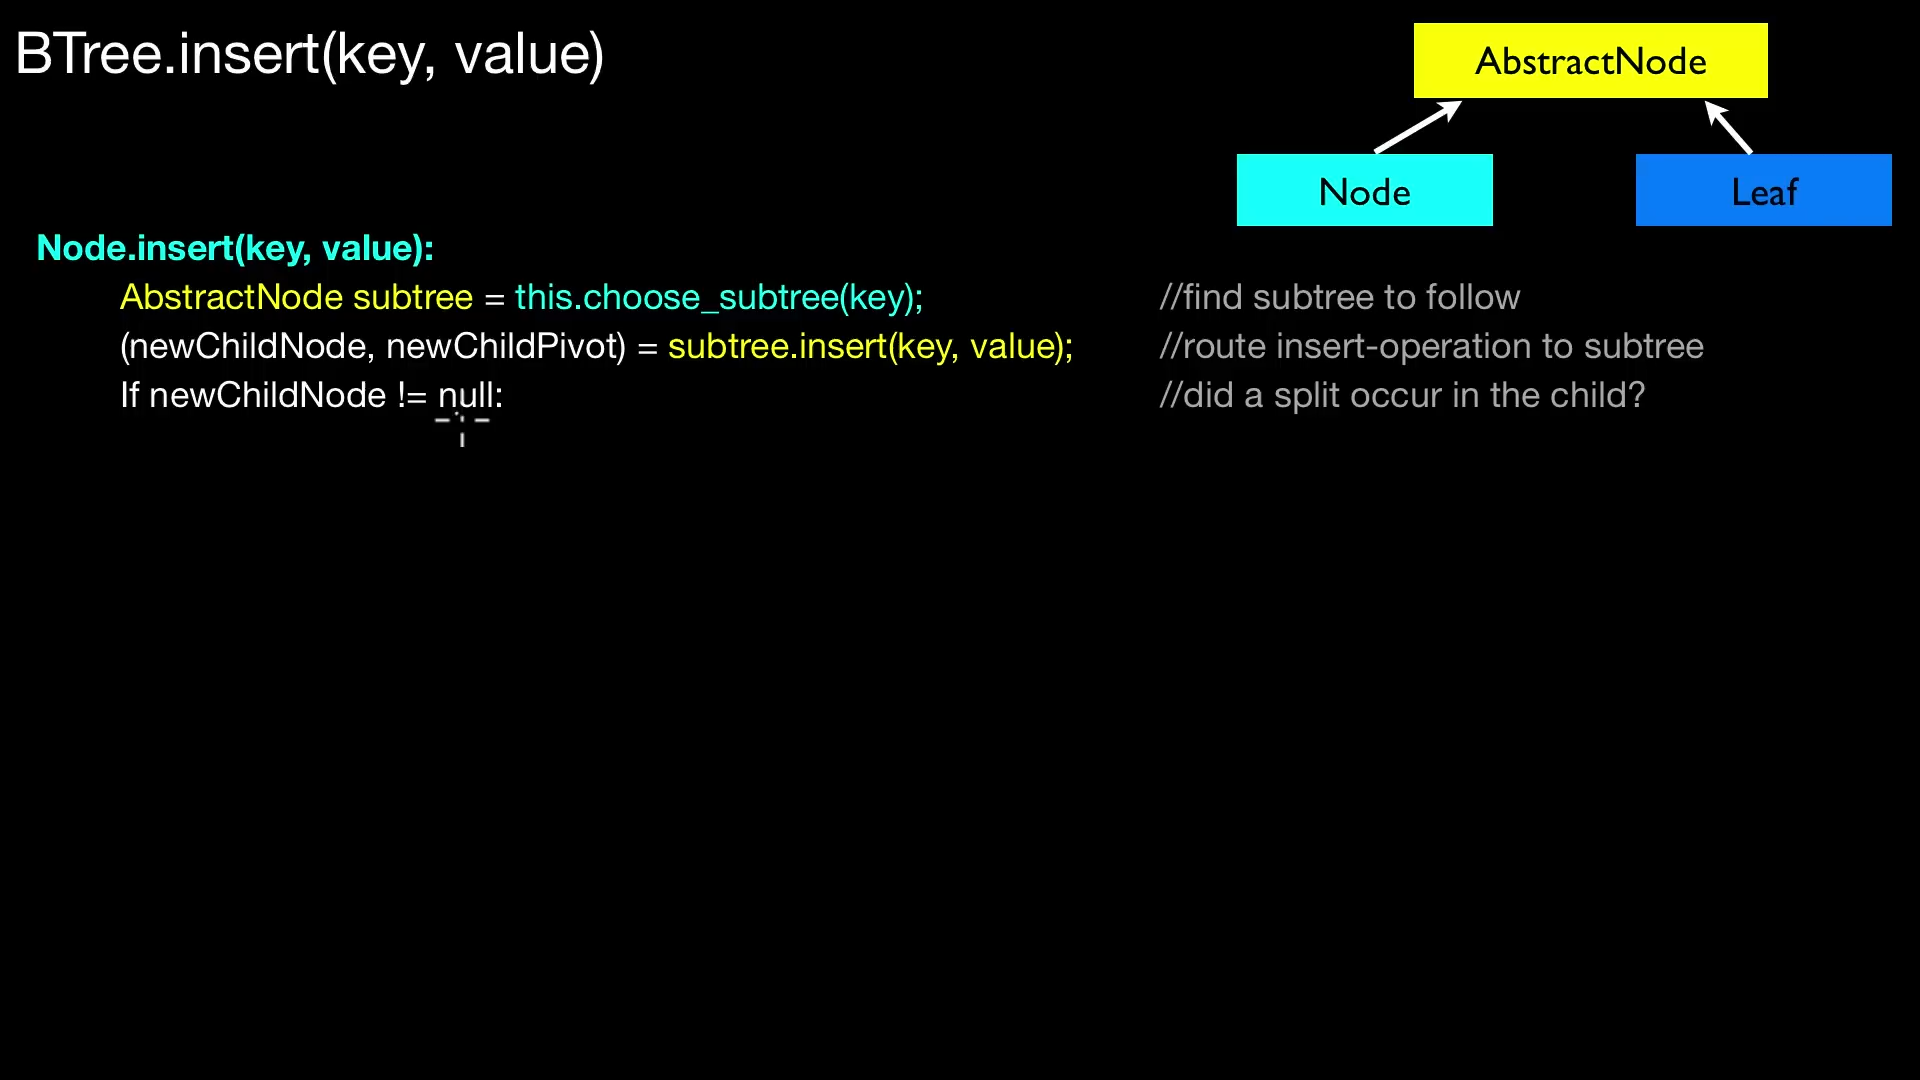 BTree.insert(key, value)
AbstractNode
Node
Leaf
Node.insert(key, value):
AbstractNode subtree = this.choose_subtree(key); //find subtree to follow
(newChildNode, newChildPivot) = subtree.insert(key, value); //route insert-operation to subtree
If newChildNode != null: //did a split occur in the child?